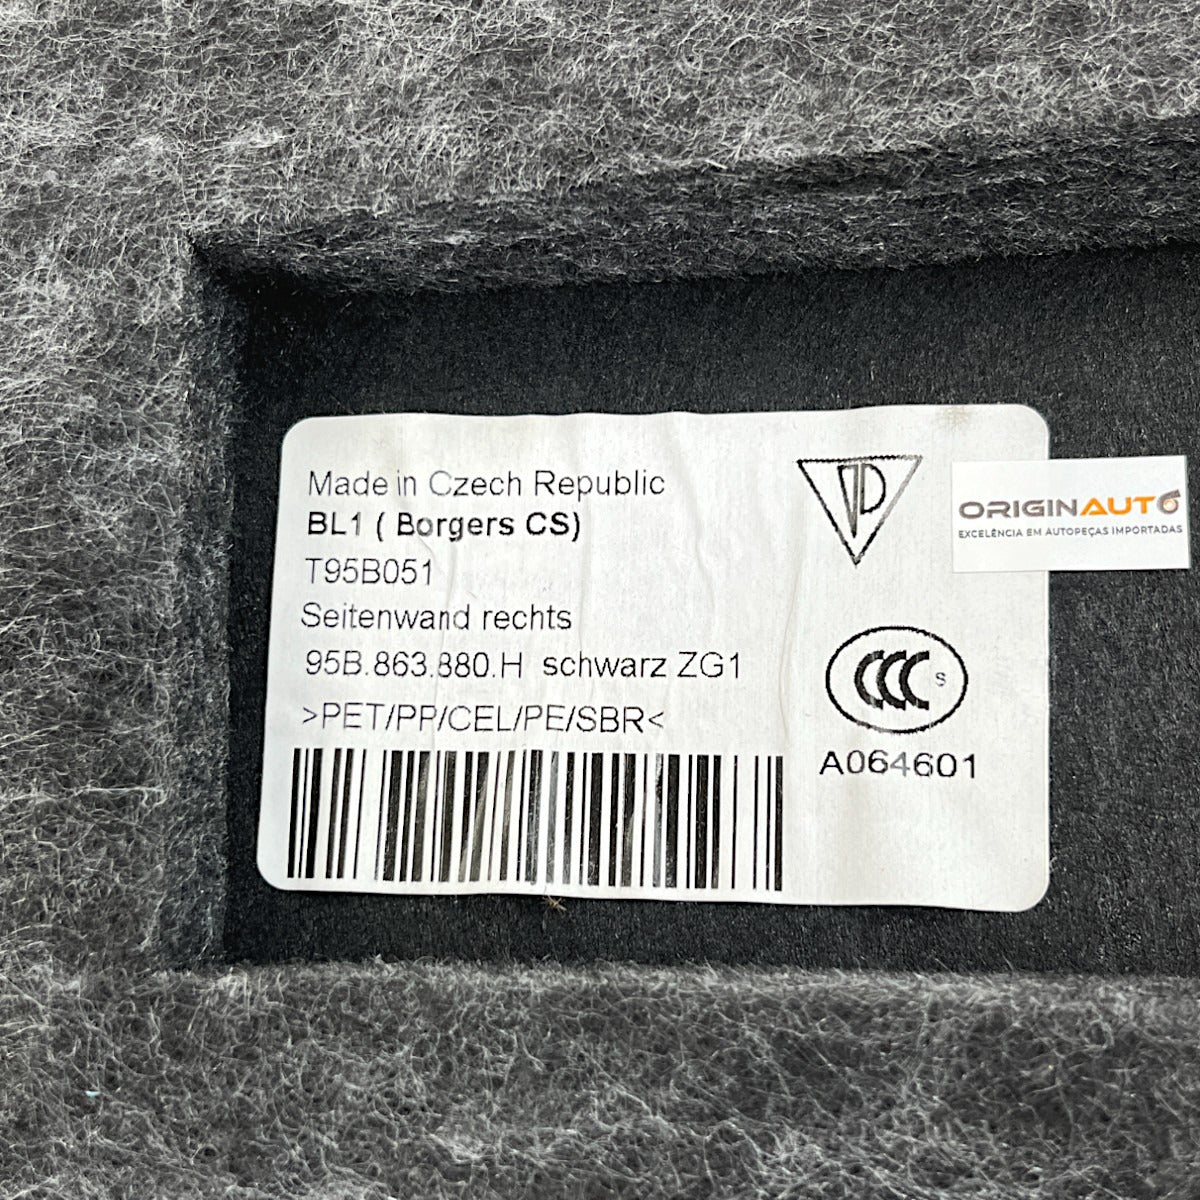 Made in Czech Republic
BL1 ( Borgers CS)
T95B051
Seitenwand rechts
95B.863.880.H schwarz ZG1
>PET/PP/CEL/PE/SBR<
CCC S
A064601
ORIGINAUTO
EXCELÊNCIA EM AUTOPEÇAS IMPORTADAS